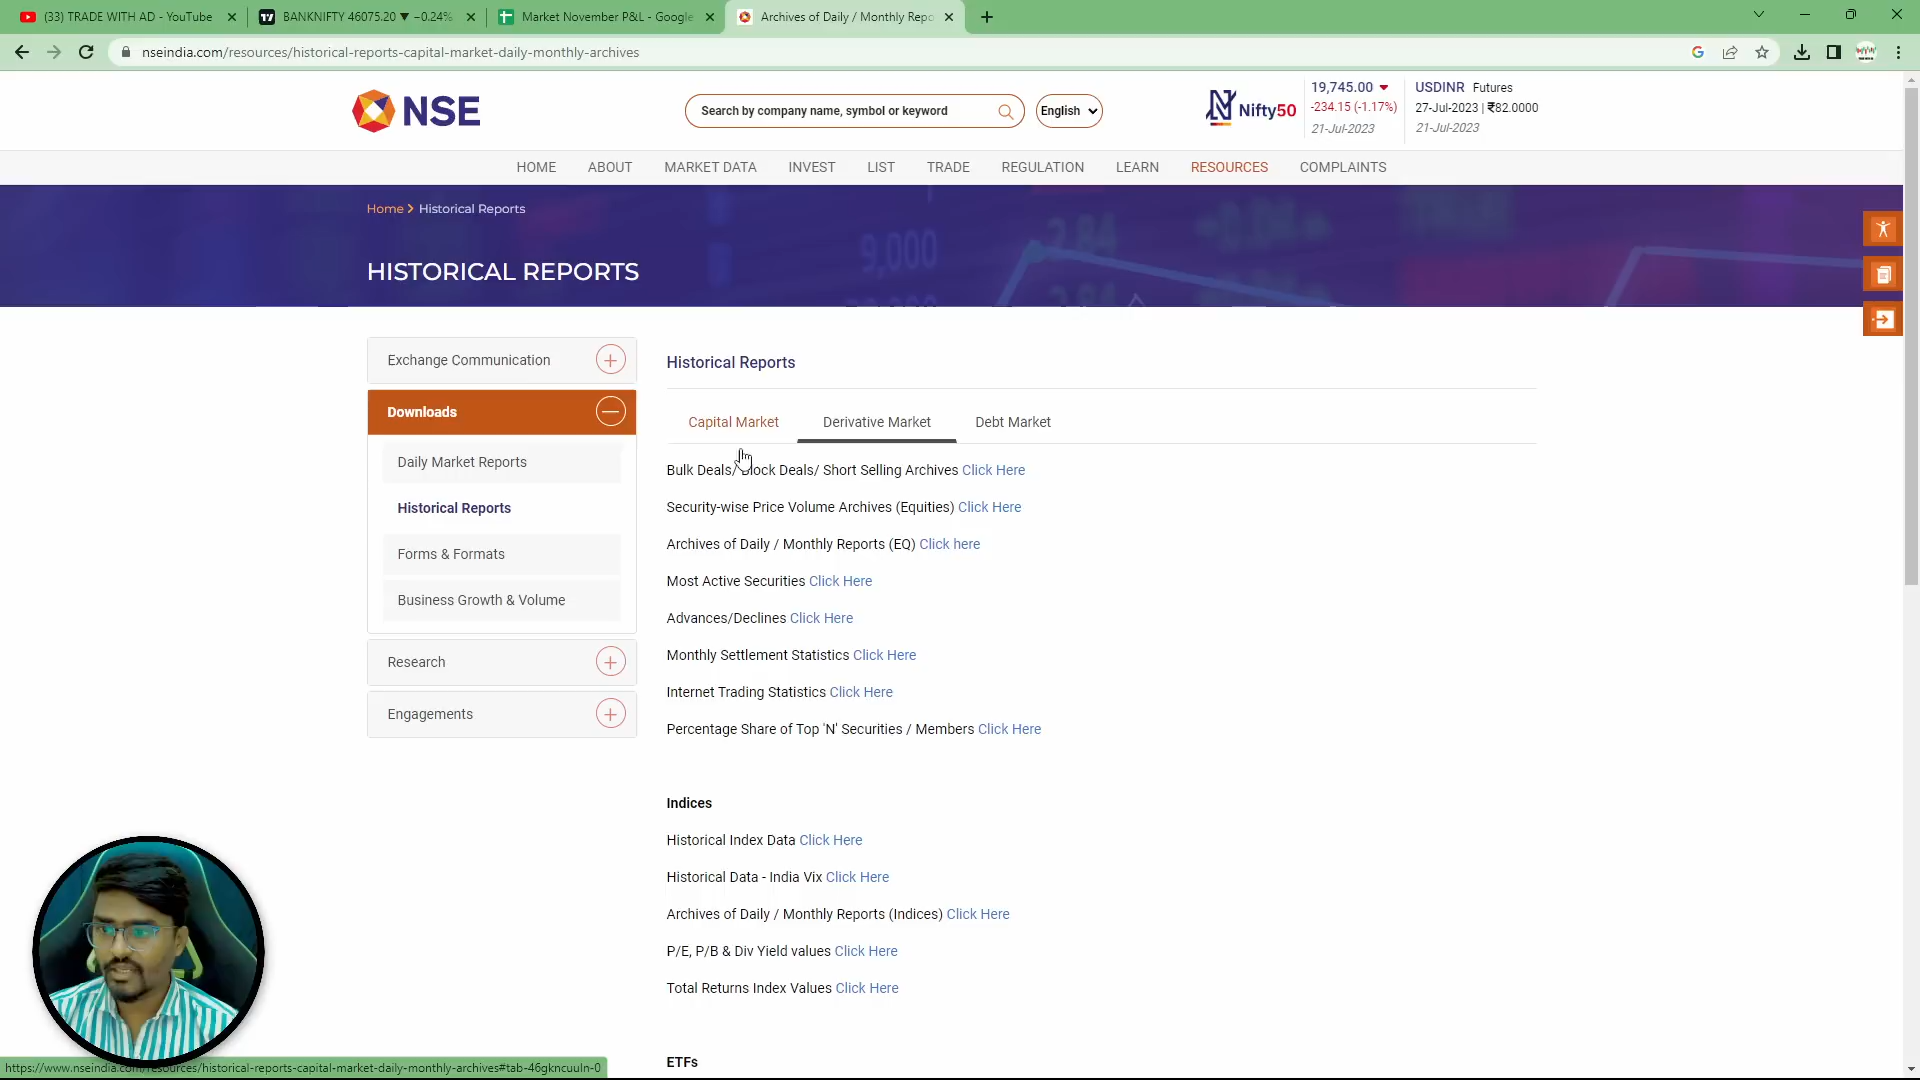 (33) TRADE WITH AD - YouTube
BANKNIFTY 46075.20 ▼ −0.24%
Market November P&L - Google
Archives of Daily / Monthly Repo
nseindia.com/resources/historical-reports-capital-market-daily-monthly-archives
NSE
Search by company name, symbol or keyword
English
Nifty50
19,745.00
-234.15 (-1.17%)
21-Jul-2023
USDINR Futures
27-Jul-2023 | ₹82.0000
21-Jul-2023
HOME ABOUT MARKET DATA INVEST LIST TRADE REGULATION LEARN RESOURCES COMPLAINTS
Home > Historical Reports
9,000
2.84
2.84
HISTORICAL REPORTS
Exchange Communication
Downloads
Daily Market Reports
Historical Reports
Forms & Formats
Business Growth & Volume
Research
Engagements
Historical Reports
Capital Market Derivative Market Debt Market
Bulk Deals/ Block Deals/ Short Selling Archives Click Here
Security-wise Price Volume Archives (Equities) Click Here
Archives of Daily / Monthly Reports (EQ) Click here
Most Active Securities Click Here
Advances/Declines Click Here
Monthly Settlement Statistics Click Here
Internet Trading Statistics Click Here
Percentage Share of Top 'N' Securities / Members Click Here
Indices
Historical Index Data Click Here
Historical Data - India Vix Click Here
Archives of Daily / Monthly Reports (Indices) Click Here
P/E, P/B & Div Yield values Click Here
Total Returns Index Values Click Here
ETFs
https://www.nseindia.com/resources/historical-reports-capital-market-daily-monthly-archives#tab-46gkncuuln-0